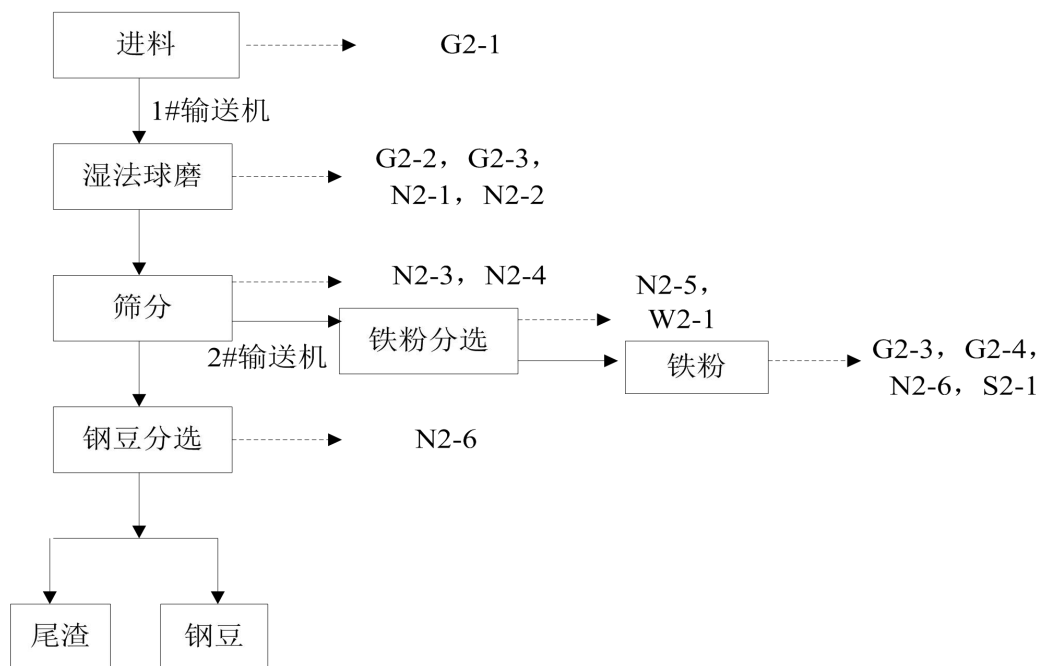 进料
G2-1
1#输送机
湿法球磨
G2-2，G2-3，
N2-1，N2-2
筛分
N2-3，N2-4
2#输送机
铁粉分选
N2-5，
W2-1
铁粉
G2-3，G2-4，
N2-6，S2-1
钢豆分选
N2-6
尾渣
钢豆